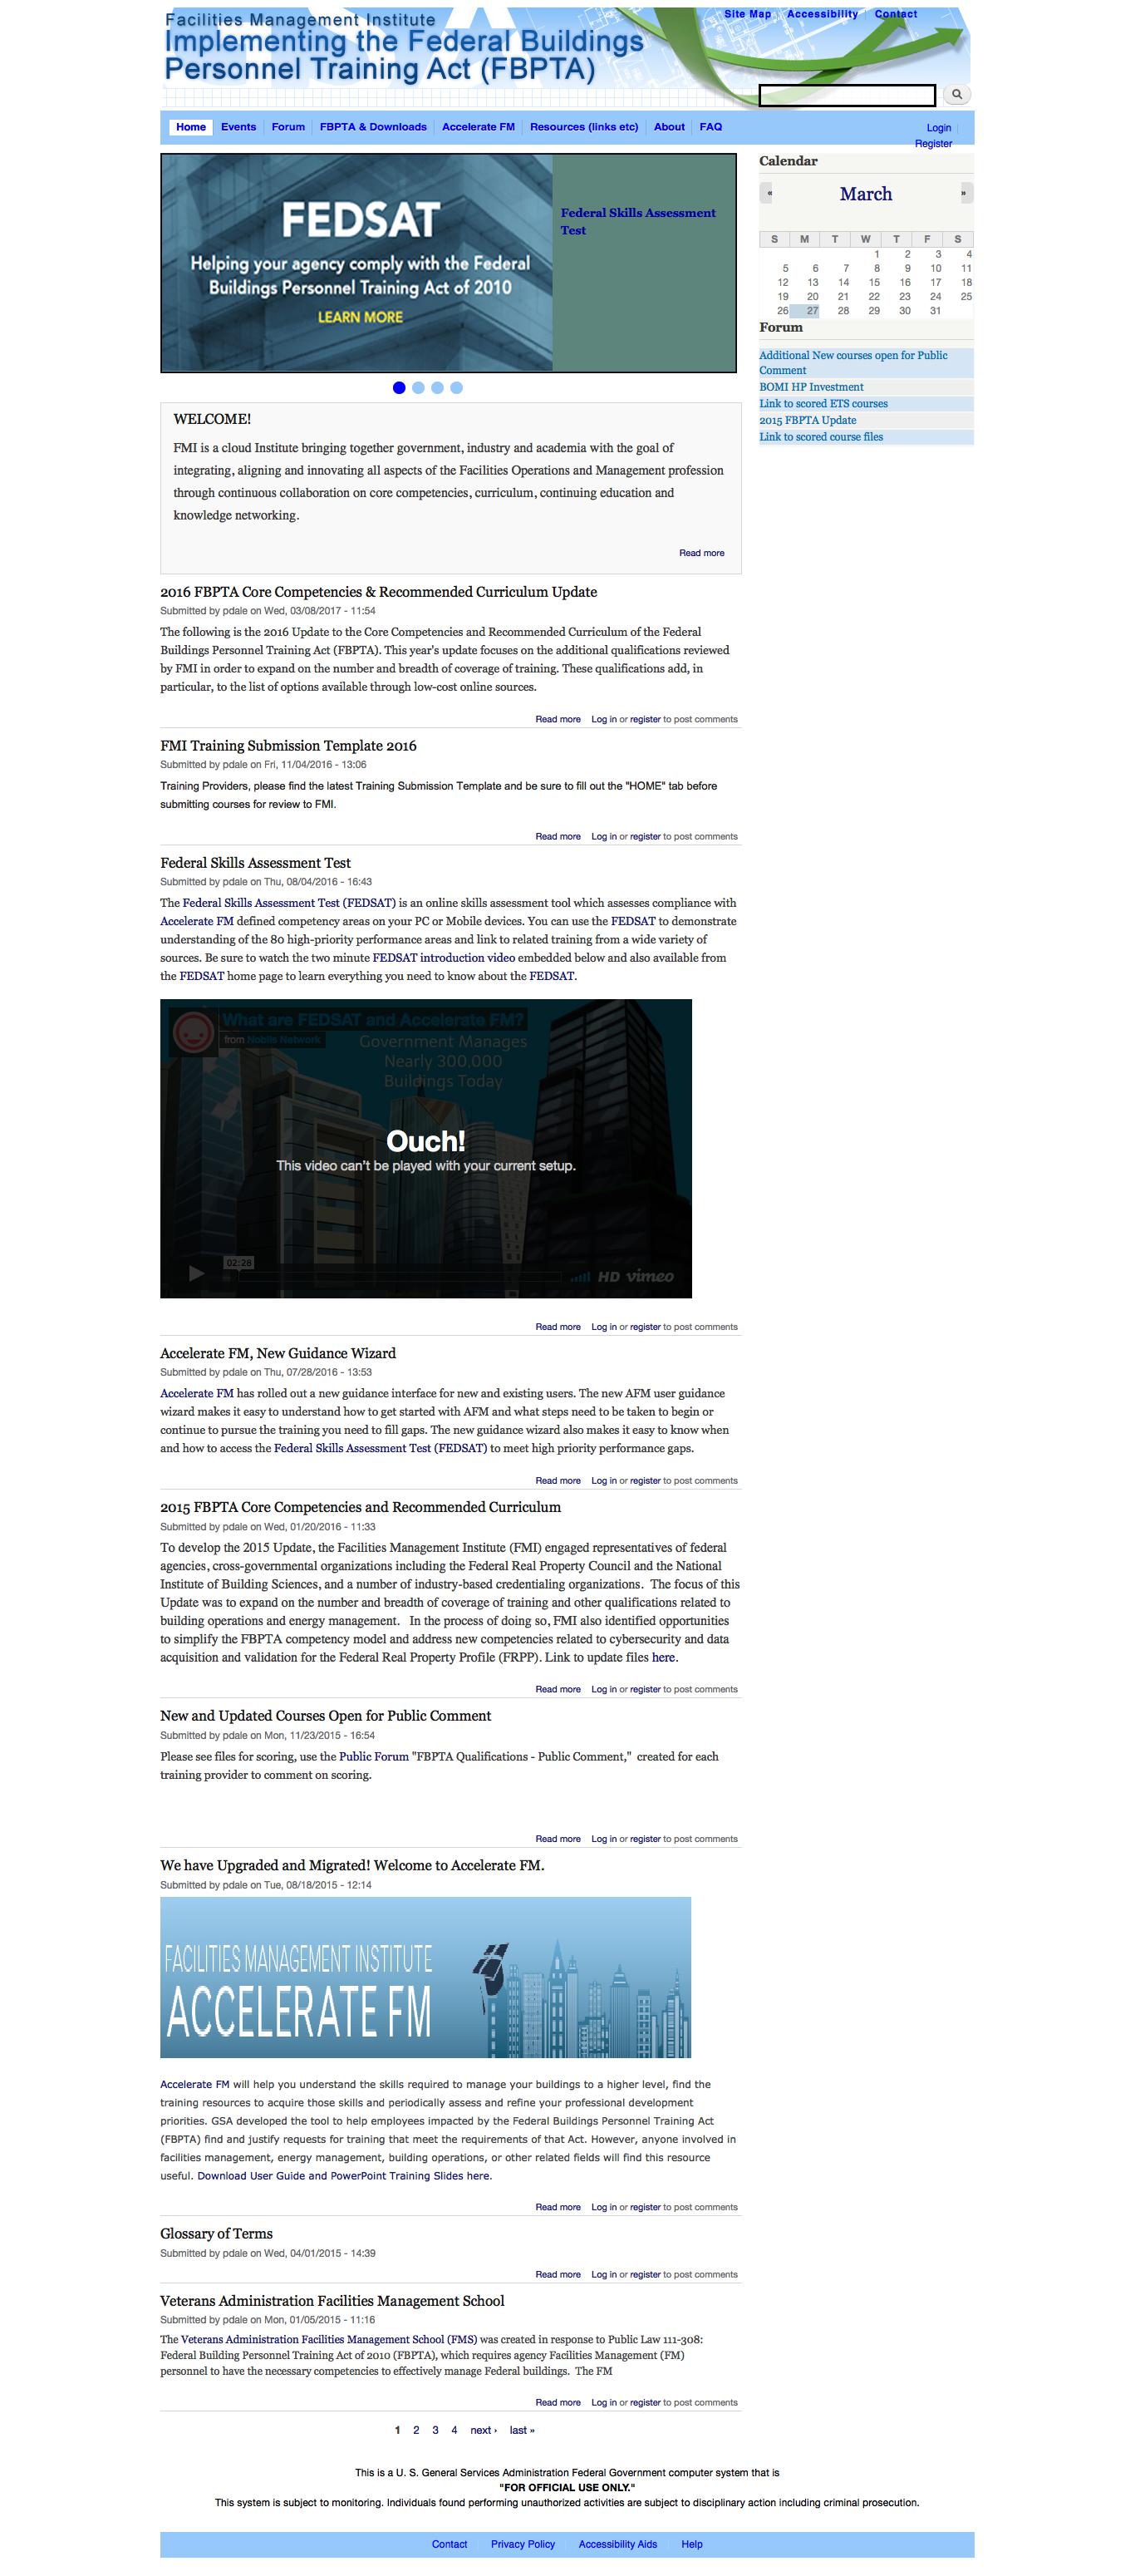 Site Map Accessibility Contact
Facilities Management Institute
Implementing the Federal Buildings
Personnel Training Act (FBPTA)
Home Events Forum FBPTA & Downloads Accelerate FM Resources (links etc) About FAQ
Login
Register
FEDSAT
Helping your agency comply with the Federal
Buildings Personnel Training Act of 2010
LEARN MORE
Federal Skills Assessment
Test
Calendar
« March »
S M T W T F S
1 2 3 4
5 6 7 8 9 10 11
12 13 14 15 16 17 18
19 20 21 22 23 24 25
26 27 28 29 30 31
Forum
Additional New courses open for Public
Comment
BOMI HP Investment
Link to scored ETS courses
2015 FBPTA Update
Link to scored course files
WELCOME!
FMI is a cloud Institute bringing together government, industry and academia with the goal of
integrating, aligning and innovating all aspects of the Facilities Operations and Management profession
through continuous collaboration on core competencies, curriculum, continuing education and
knowledge networking.
Read more
2016 FBPTA Core Competencies & Recommended Curriculum Update
Submitted by pdale on Wed, 03/08/2017 - 11:54
The following is the 2016 Update to the Core Competencies and Recommended Curriculum of the Federal
Buildings Personnel Training Act (FBPTA). This year's update focuses on the additional qualifications reviewed
by FMI in order to expand on the number and breadth of coverage of training. These qualifications add, in
particular, to the list of options available through low-cost online sources.
Read more Log in or register to post comments
FMI Training Submission Template 2016
Submitted by pdale on Fri, 11/04/2016 - 13:06
Training Providers, please find the latest Training Submission Template and be sure to fill out the "HOME" tab before
submitting courses for review to FMI.
Read more Log in or register to post comments
Federal Skills Assessment Test
Submitted by pdale on Thu, 08/04/2016 - 16:43
The Federal Skills Assessment Test (FEDSAT) is an online skills assessment tool which assesses compliance with
Accelerate FM defined competency areas on your PC or Mobile devices. You can use the FEDSAT to demonstrate
understanding of the 80 high-priority performance areas and link to related training from a wide variety of
sources. Be sure to watch the two minute FEDSAT introduction video embedded below and also available from
the FEDSAT home page to learn everything you need to know about the FEDSAT.
What are FEDSAT and Accelerate FM?
from Noblis Network
Government Manages
Nearly 300,000
Buildings Today
Ouch!
This video can't be played with your current setup.
02:28
HD vimeo
Read more Log in or register to post comments
Accelerate FM, New Guidance Wizard
Submitted by pdale on Thu, 07/28/2016 - 13:53
Accelerate FM has rolled out a new guidance interface for new and existing users. The new AFM user guidance
wizard makes it easy to understand how to get started with AFM and what steps need to be taken to begin or
continue to pursue the training you need to fill gaps. The new guidance wizard also makes it easy to know when
and how to access the Federal Skills Assessment Test (FEDSAT) to meet high priority performance gaps.
Read more Log in or register to post comments
2015 FBPTA Core Competencies and Recommended Curriculum
Submitted by pdale on Wed, 01/20/2016 - 11:33
To develop the 2015 Update, the Facilities Management Institute (FMI) engaged representatives of federal
agencies, cross-governmental organizations including the Federal Real Property Council and the National
Institute of Building Sciences, and a number of industry-based credentialing organizations. The focus of this
Update was to expand on the number and breadth of coverage of training and other qualifications related to
building operations and energy management. In the process of doing so, FMI also identified opportunities
to simplify the FBPTA competency model and address new competencies related to cybersecurity and data
acquisition and validation for the Federal Real Property Profile (FRPP). Link to update files here.
Read more Log in or register to post comments
New and Updated Courses Open for Public Comment
Submitted by pdale on Mon, 11/23/2015 - 16:54
Please see files for scoring, use the Public Forum "FBPTA Qualifications - Public Comment," created for each
training provider to comment on scoring.
Read more Log in or register to post comments
We have Upgraded and Migrated! Welcome to Accelerate FM.
Submitted by pdale on Tue, 08/18/2015 - 12:14
FACILITIES MANAGEMENT INSTITUTE
ACCELERATE FM
Accelerate FM will help you understand the skills required to manage your buildings to a higher level, find the
training resources to acquire those skills and periodically assess and refine your professional development
priorities. GSA developed the tool to help employees impacted by the Federal Buildings Personnel Training Act
(FBPTA) find and justify requests for training that meet the requirements of that Act. However, anyone involved in
facilities management, energy management, building operations, or other related fields will find this resource
useful. Download User Guide and PowerPoint Training Slides here.
Read more Log in or register to post comments
Glossary of Terms
Submitted by pdale on Wed, 04/01/2015 - 14:39
Read more Log in or register to post comments
Veterans Administration Facilities Management School
Submitted by pdale on Mon, 01/05/2015 - 11:16
The Veterans Administration Facilities Management School (FMS) was created in response to Public Law 111-308:
Federal Building Personnel Training Act of 2010 (FBPTA), which requires agency Facilities Management (FM)
personnel to have the necessary competencies to effectively manage Federal buildings. The FM
Read more Log in or register to post comments
1 2 3 4 next › last »
This is a U. S. General Services Administration Federal Government computer system that is
"FOR OFFICIAL USE ONLY."
This system is subject to monitoring. Individuals found performing unauthorized activities are subject to disciplinary action including criminal prosecution.
Contact Privacy Policy Accessibility Aids Help